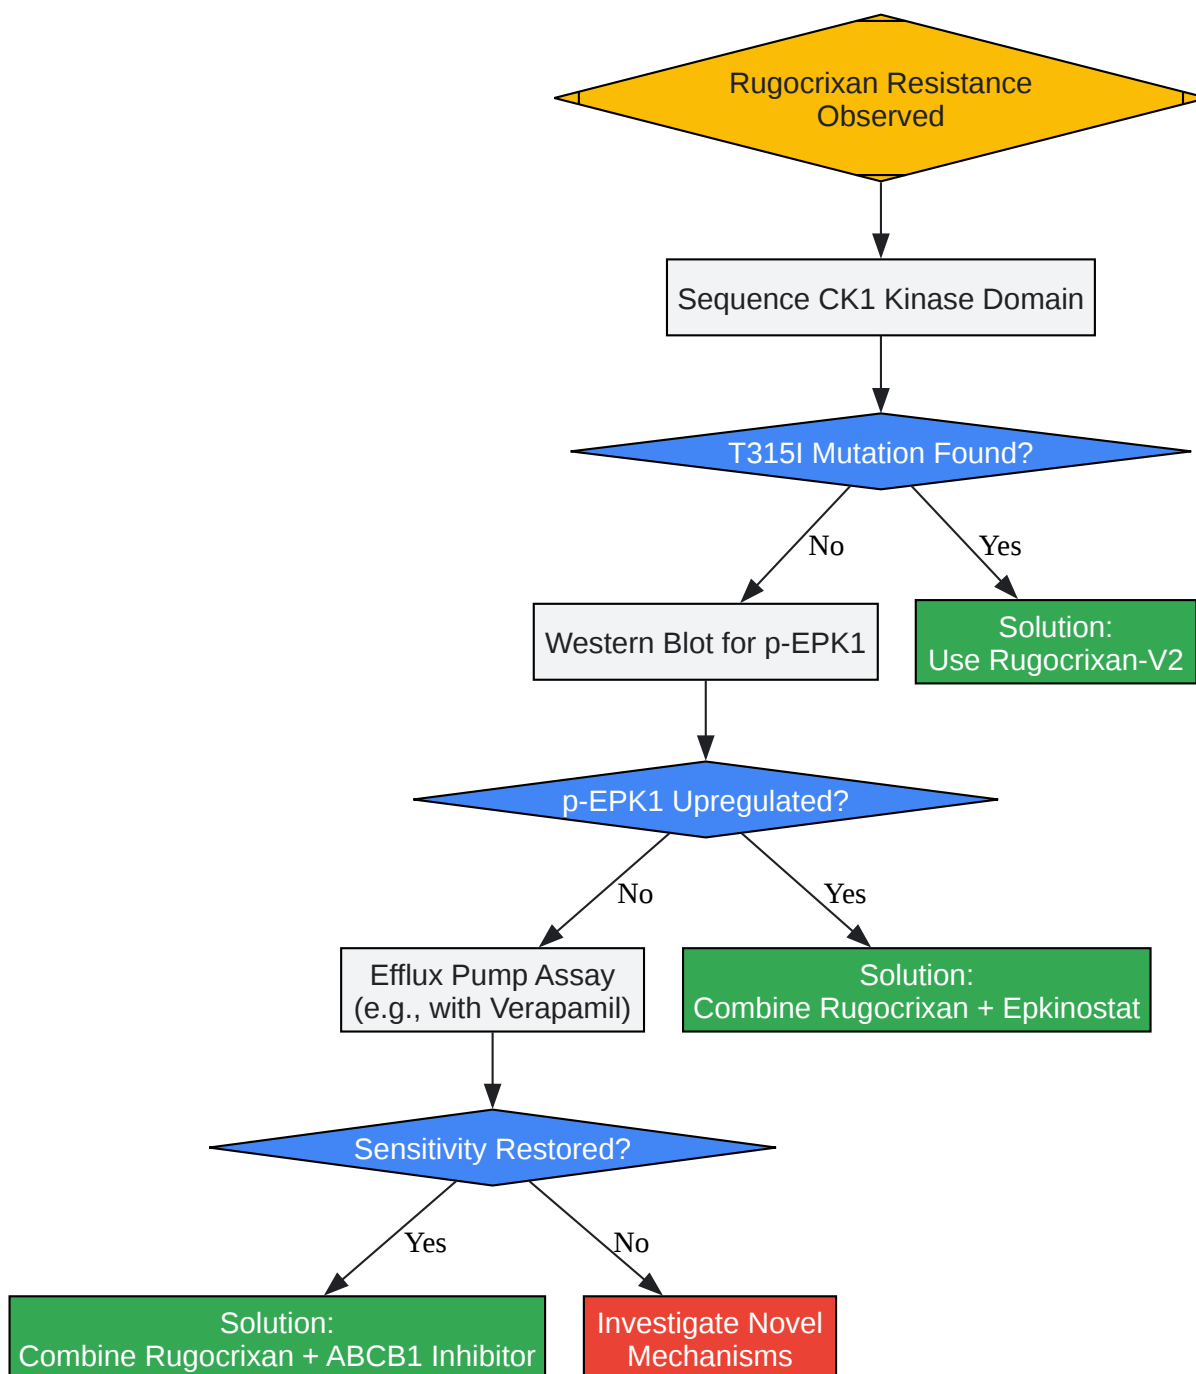 Rugocrixan Resistance
Observed
Sequence CK1 Kinase Domain
T315I Mutation Found?
No
Yes
Western Blot for p-EPK1
Solution:
Use Rugocrixan-V2
p-EPK1 Upregulated?
No
Yes
Efflux Pump Assay
(e.g., with Verapamil)
Solution:
Combine Rugocrixan + Epkinostat
Sensitivity Restored?
Yes
No
Solution:
Combine Rugocrixan + ABCB1 Inhibitor
Investigate Novel
Mechanisms